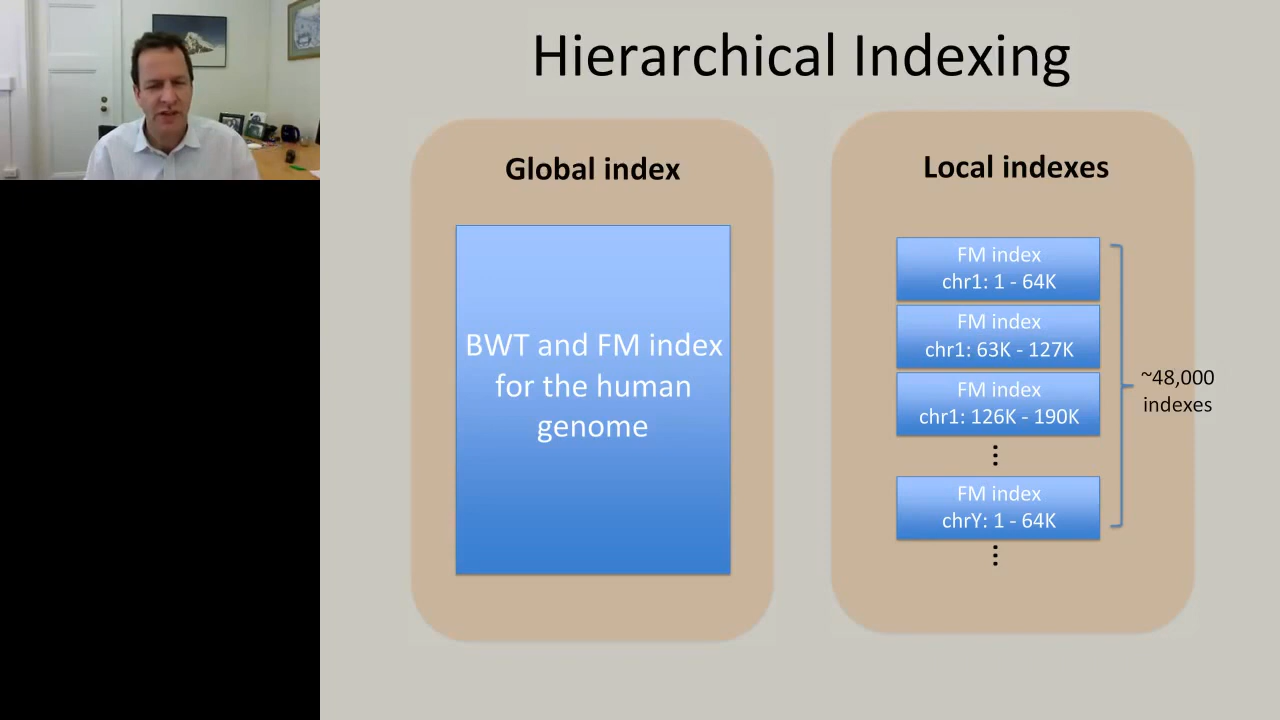 Hierarchical Indexing
Global index
BWT and FM index
for the human
genome
Local indexes
FM index
chr1: 1 - 64K
FM index
chr1: 63K - 127K
FM index
chr1: 126K - 190K
⋮
FM index
chrY: 1 - 64K
⋮
~48,000
indexes